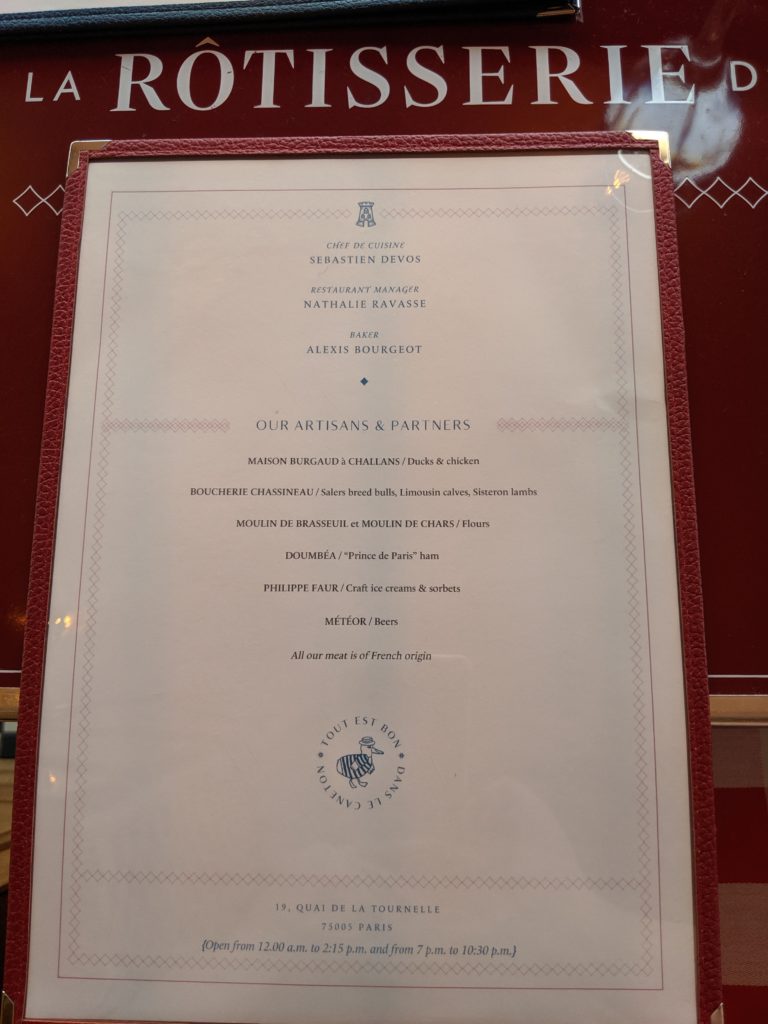 LA RÔTISSERIE D
CHEF DE CUISINE
SEBASTIEN DEVOS
RESTAURANT MANAGER
NATHALIE RAVASSE
BAKER
ALEXIS BOURGEOT
OUR ARTISANS & PARTNERS
MAISON BURGAUD à CHALLANS / Ducks & chicken
BOUCHERIE CHASSINEAU / Salers breed bulls, Limousin calves, Sisteron lambs
MOULIN DE BRASSEUIL et MOULIN DE CHARS / Flours
DOUMBÉA / “Prince de Paris” ham
PHILIPPE FAUR / Craft ice creams & sorbets
MÉTÉOR / Beers
All our meat is of French origin
TOUT EST BON DANS LE CANETON
19, QUAI DE LA TOURNELLE
75005 PARIS
{Open from 12.00 a.m. to 2:15 p.m. and from 7 p.m. to 10:30 p.m.}